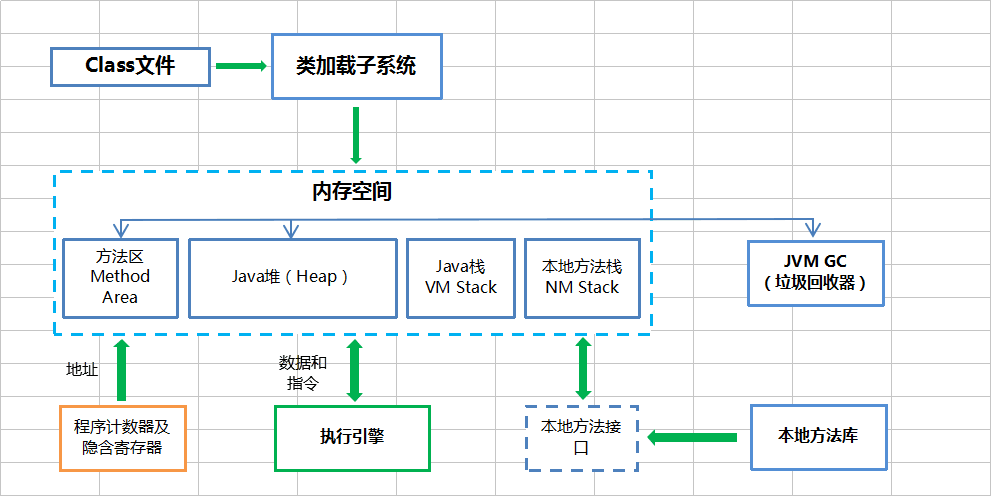 Class文件
类加载子系统
内存空间
方法区
Method
Area
Java堆（Heap）
Java栈
VM Stack
本地方法栈
NM Stack
JVM GC
（垃圾回收器）
地址
数据和
指令
程序计数器及
隐含寄存器
执行引擎
本地方法接
口
本地方法库